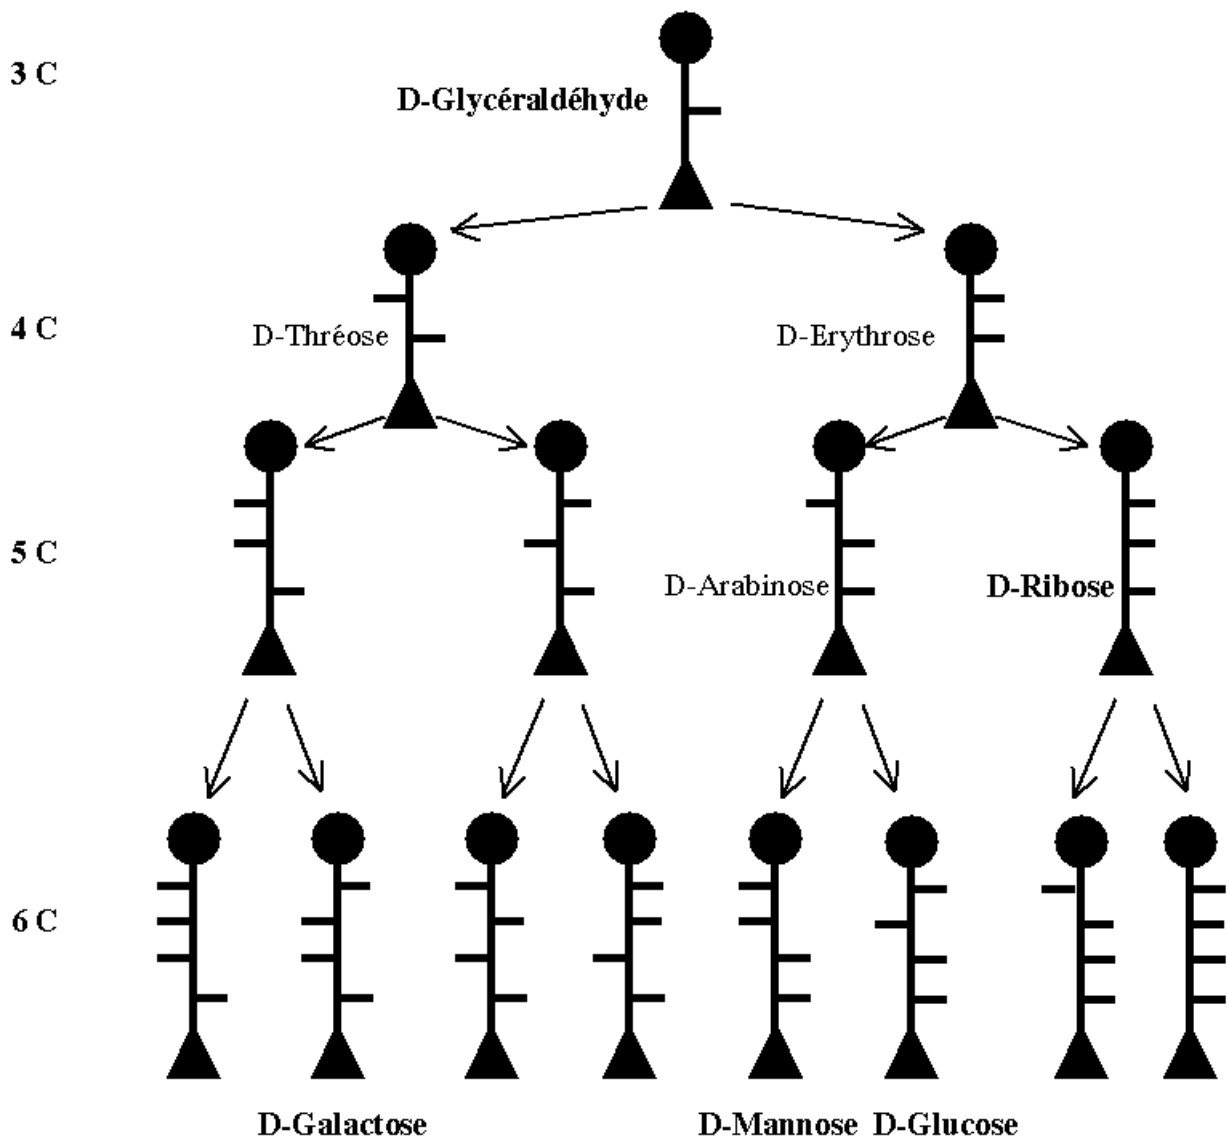 3 C
D-Glycéraldéhyde
4 C
D-Thréose
D-Erythrose
5 C
D-Arabinose
D-Ribose
6 C
D-Galactose
D-Mannose
D-Glucose